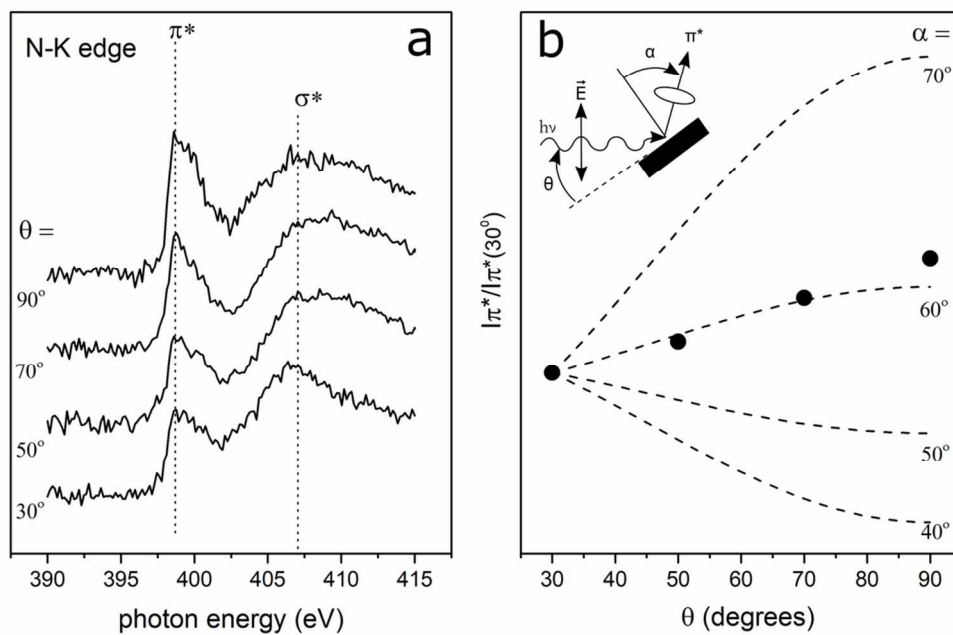 N-K edge
π*
a
σ*
θ =
90°
70°
50°
30°
390 395 400 405 410 415
photon energy (eV)
b
α =
70°
60°
50°
40°
π*
α
E⃗
hν
θ
Iπ*/Iπ*(30⁰)
30 40 50 60 70 80 90
θ (degrees)